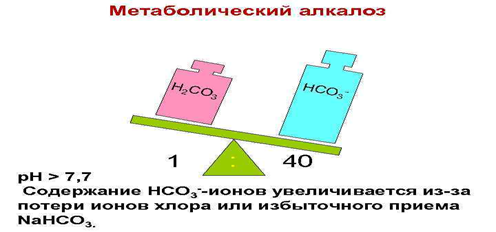 Метаболический алкалоз
H₂CO₃
HCO₃⁻
1 : 40
pH > 7,7
Содержание HCO₃⁻-ионов увеличивается из-за
потери ионов хлора или избыточного приема
NaHCO₃.